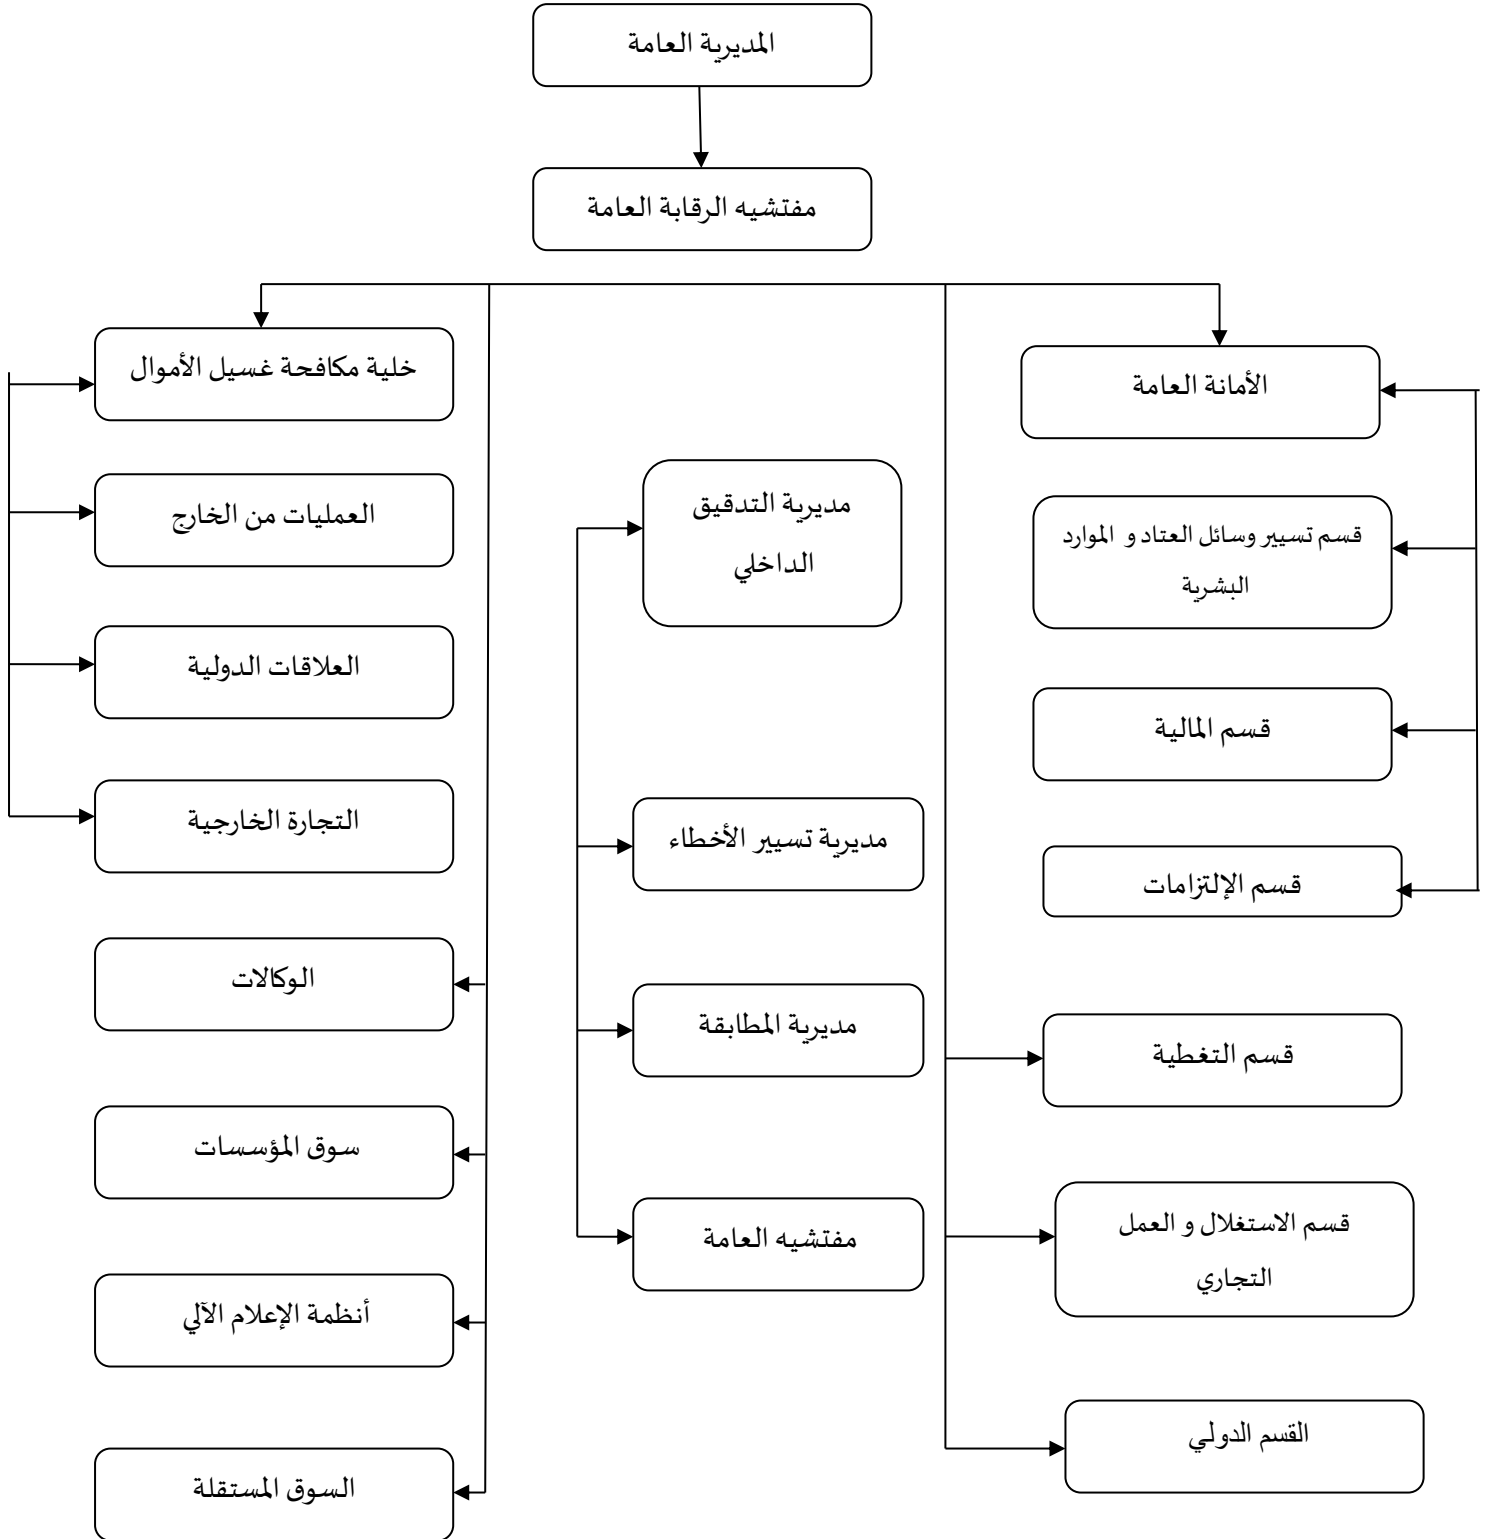 المديرية العامة
مفتشيه الرقابة العامة
الأمانة العامة
قسم تسيير وسائل العتاد و الموارد
البشرية
قسم المالية
قسم الإلتزامات
قسم التغطية
قسم الاستغلال و العمل
التجاري
القسم الدولي
مديرية التدقيق
الداخلي
مديرية تسيير الأخطاء
مديرية المطابقة
مفتشيه العامة
خلية مكافحة غسيل الأموال
العمليات من الخارج
العلاقات الدولية
التجارة الخارجية
الوكالات
سوق المؤسسات
أنظمة الإعلام الآلي
السوق المستقلة